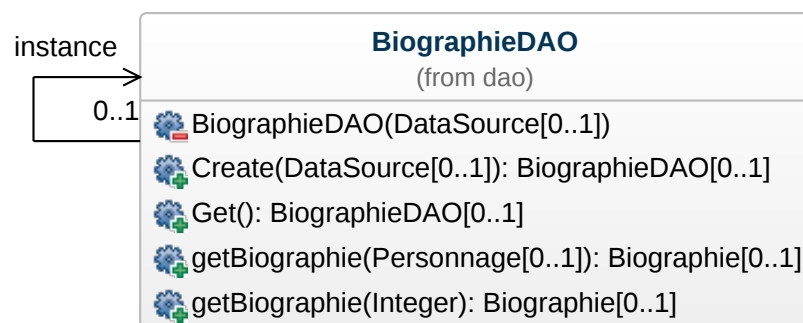 instance
0..1
BiographieDAO
(from dao)
BiographieDAO(DataSource[0..1])
Create(DataSource[0..1]): BiographieDAO[0..1]
Get(): BiographieDAO[0..1]
getBiographie(Personnage[0..1]): Biographie[0..1]
getBiographie(Integer): Biographie[0..1]